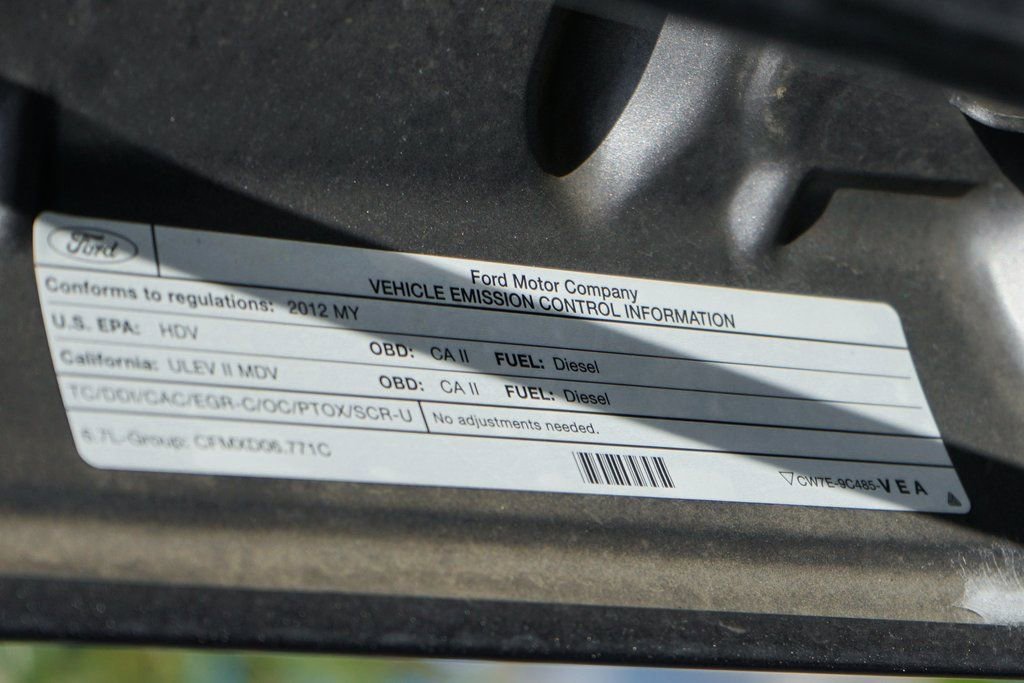 Ford
Ford Motor Company
VEHICLE EMISSION CONTROL INFORMATION
Conforms to regulations: 2012 MY
U.S. EPA: HDV OBD: CA II FUEL: Diesel
California: ULEV II MDV OBD: CA II FUEL: Diesel
TC/DDI/CAC/EGR-C/OC/PTOX/SCR-U No adjustments needed.
6.7L-Group: CFMXD06.771C
CW7E-9C485-VEA